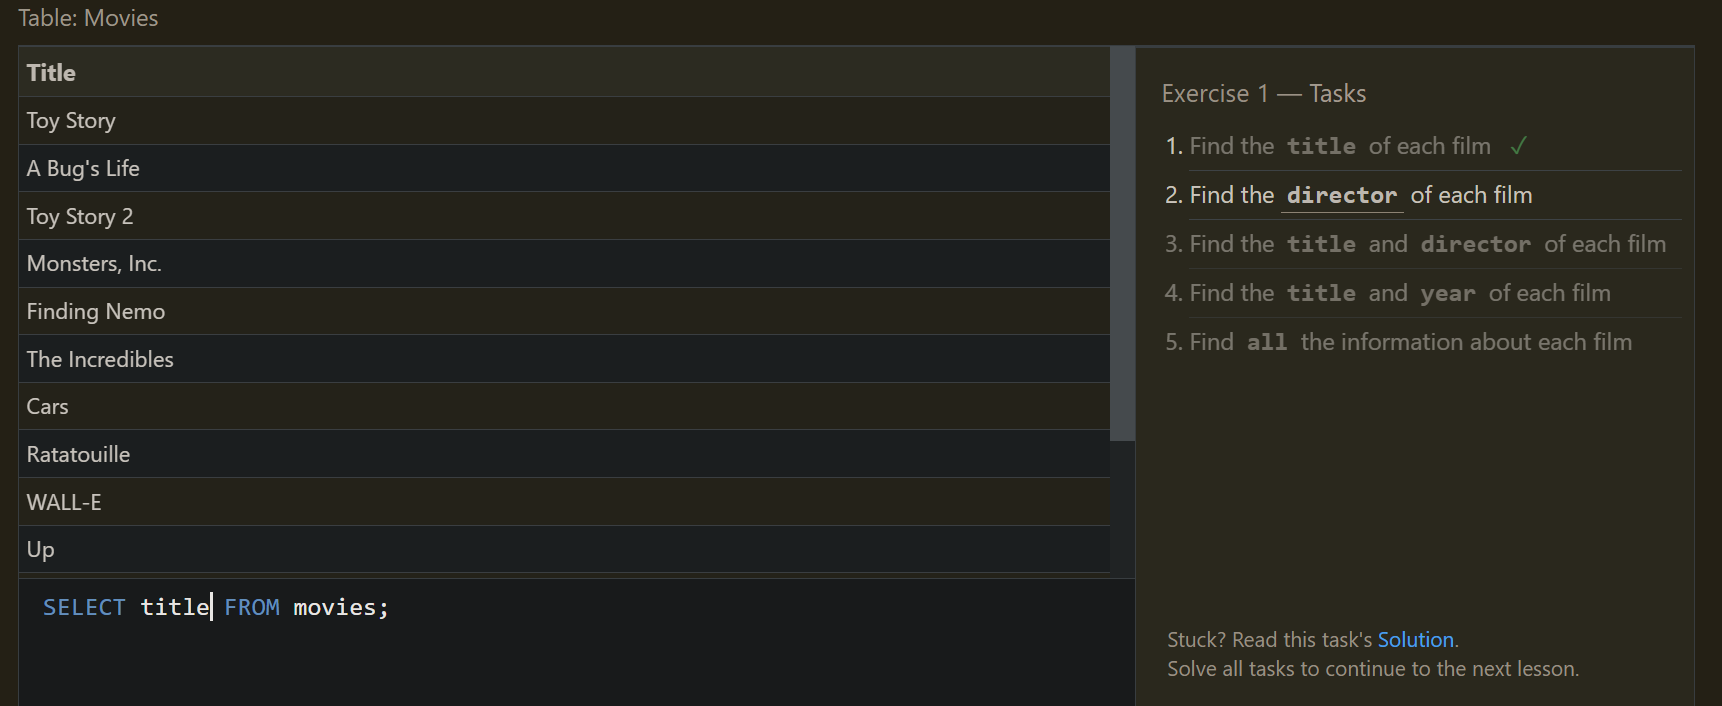 Table: Movies
Title
Toy Story
A Bug's Life
Toy Story 2
Monsters, Inc.
Finding Nemo
The Incredibles
Cars
Ratatouille
WALL-E
Up
SELECT title FROM movies;
Exercise 1 — Tasks
1. Find the title of each film ✓
2. Find the director of each film
3. Find the title and director of each film
4. Find the title and year of each film
5. Find all the information about each film
Stuck? Read this task's Solution.
Solve all tasks to continue to the next lesson.